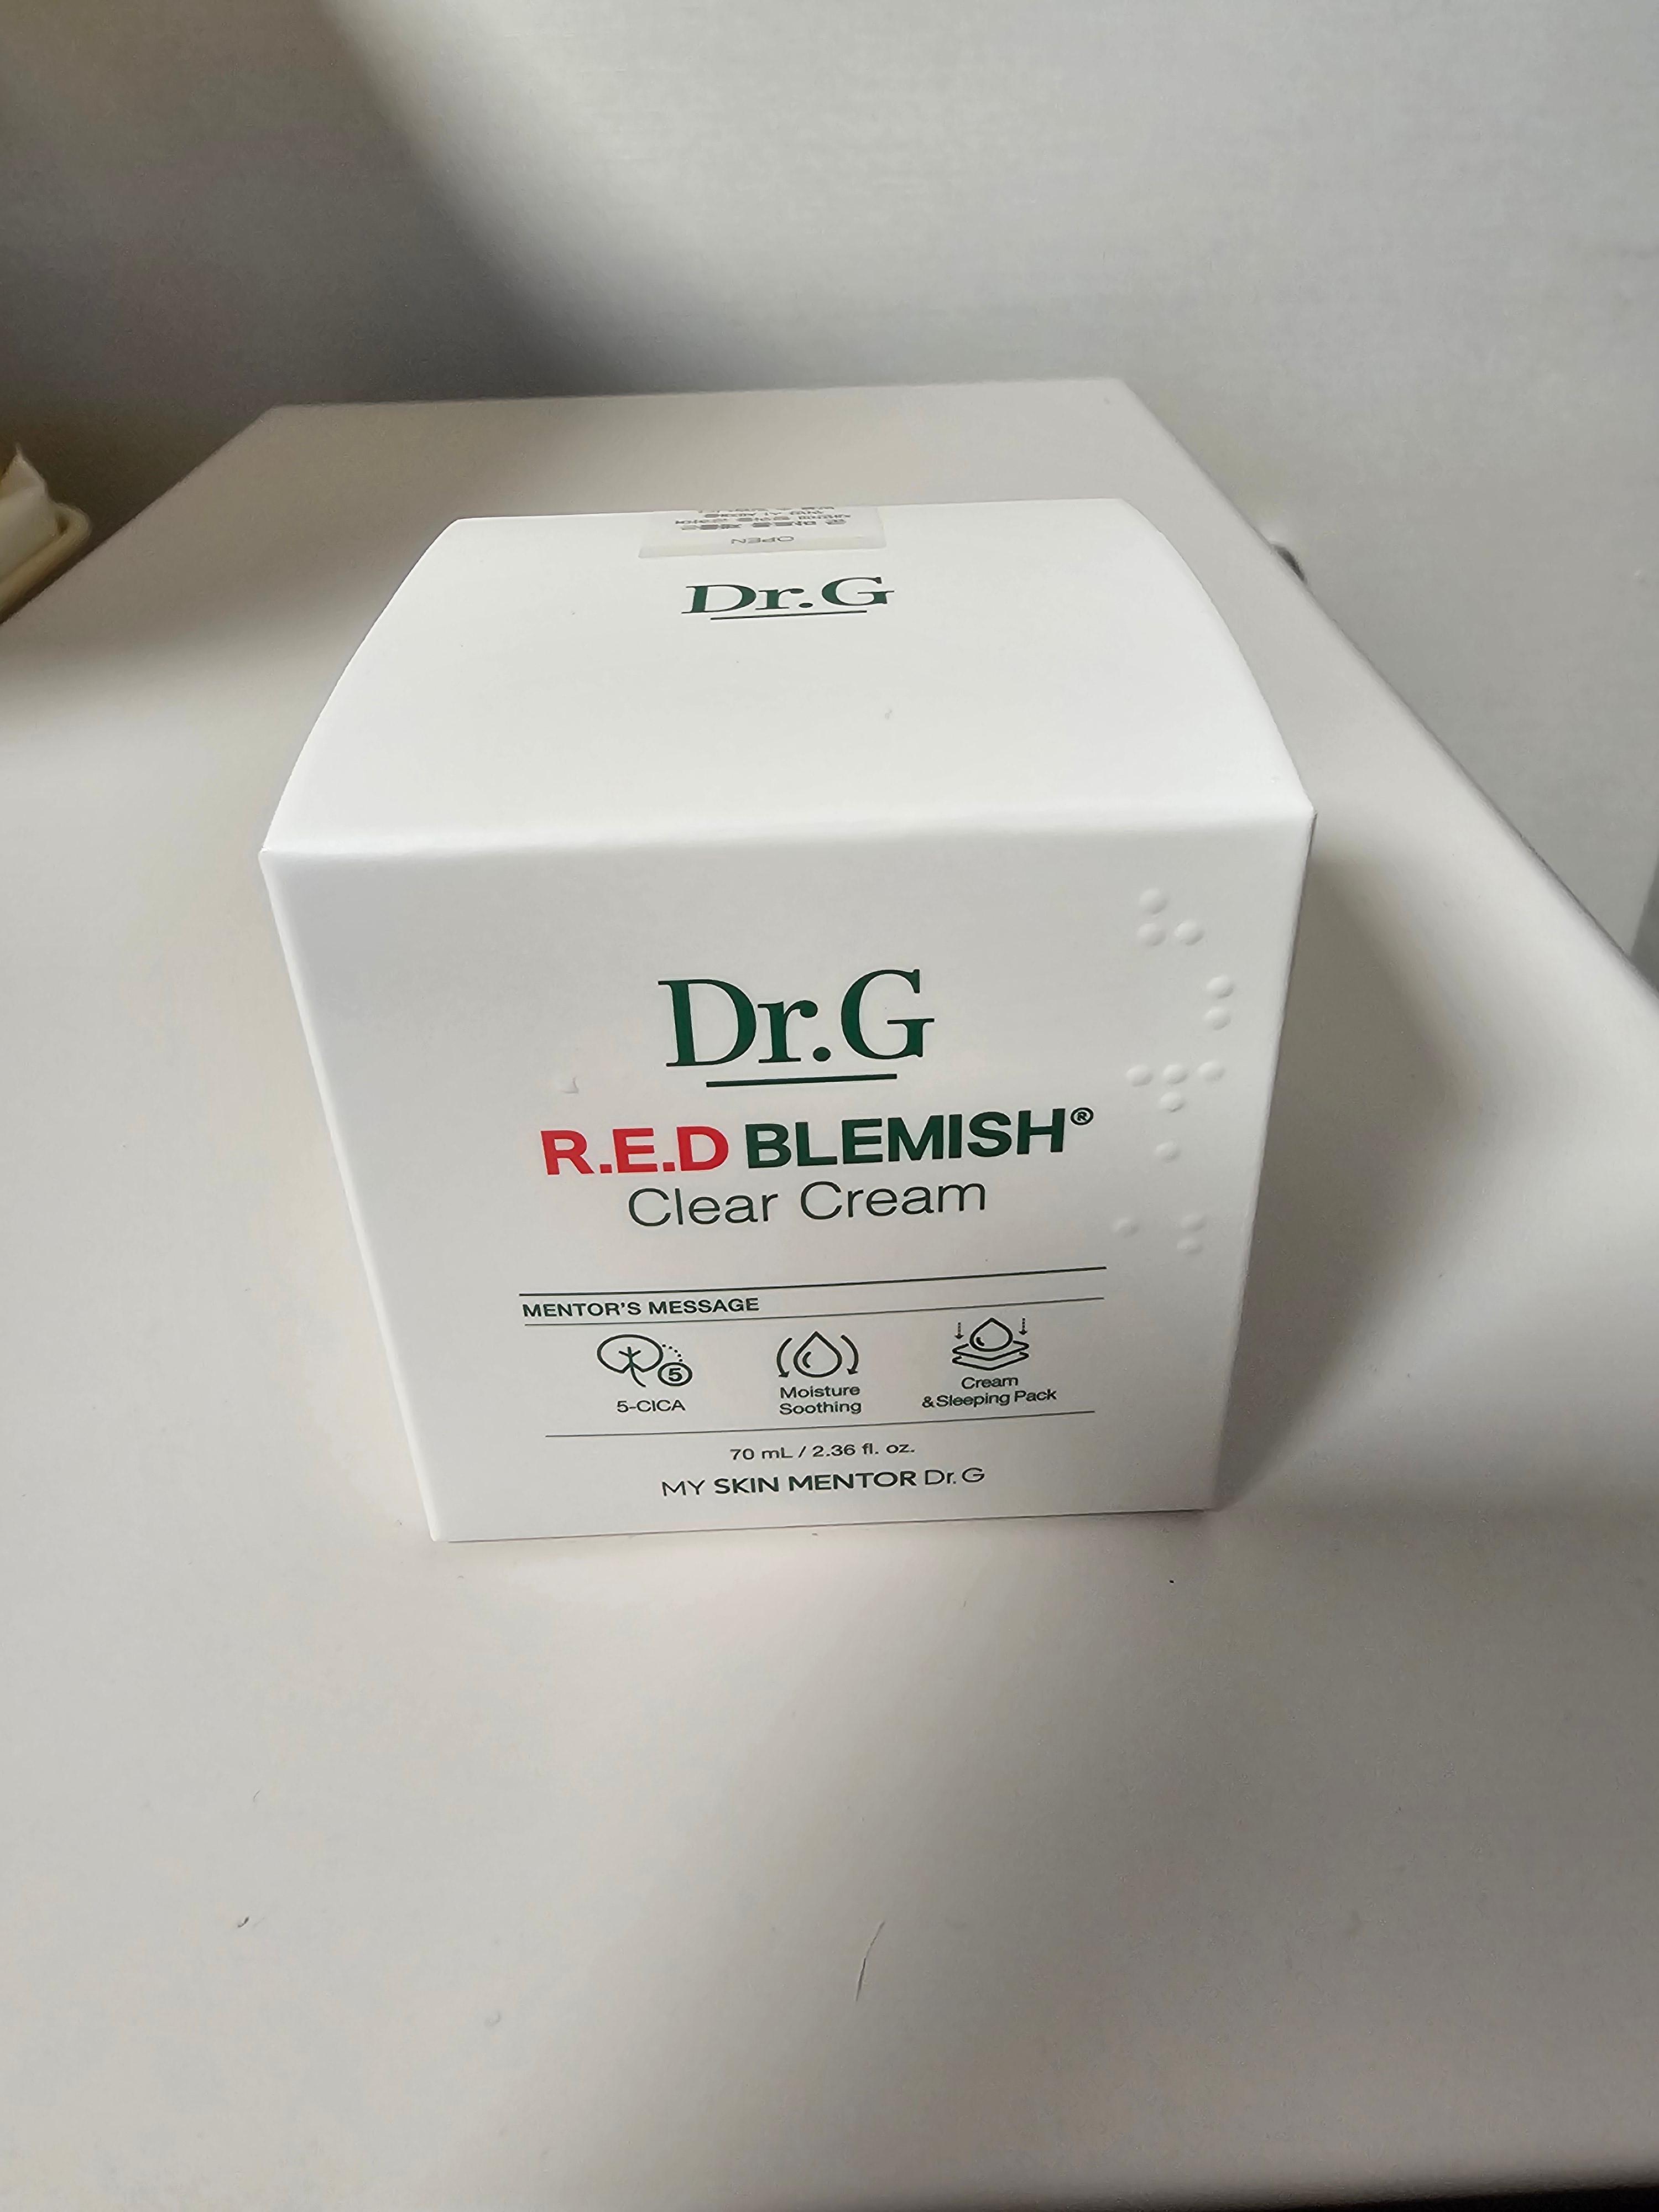 OPEN
Dr.G
Dr.G
R.E.D BLEMISH®
Clear Cream
MENTOR'S MESSAGE
5
5-CICA
Moisture
Soothing
Cream
&Sleeping Pack
70 mL / 2.36 fl. oz.
MY SKIN MENTOR Dr.G